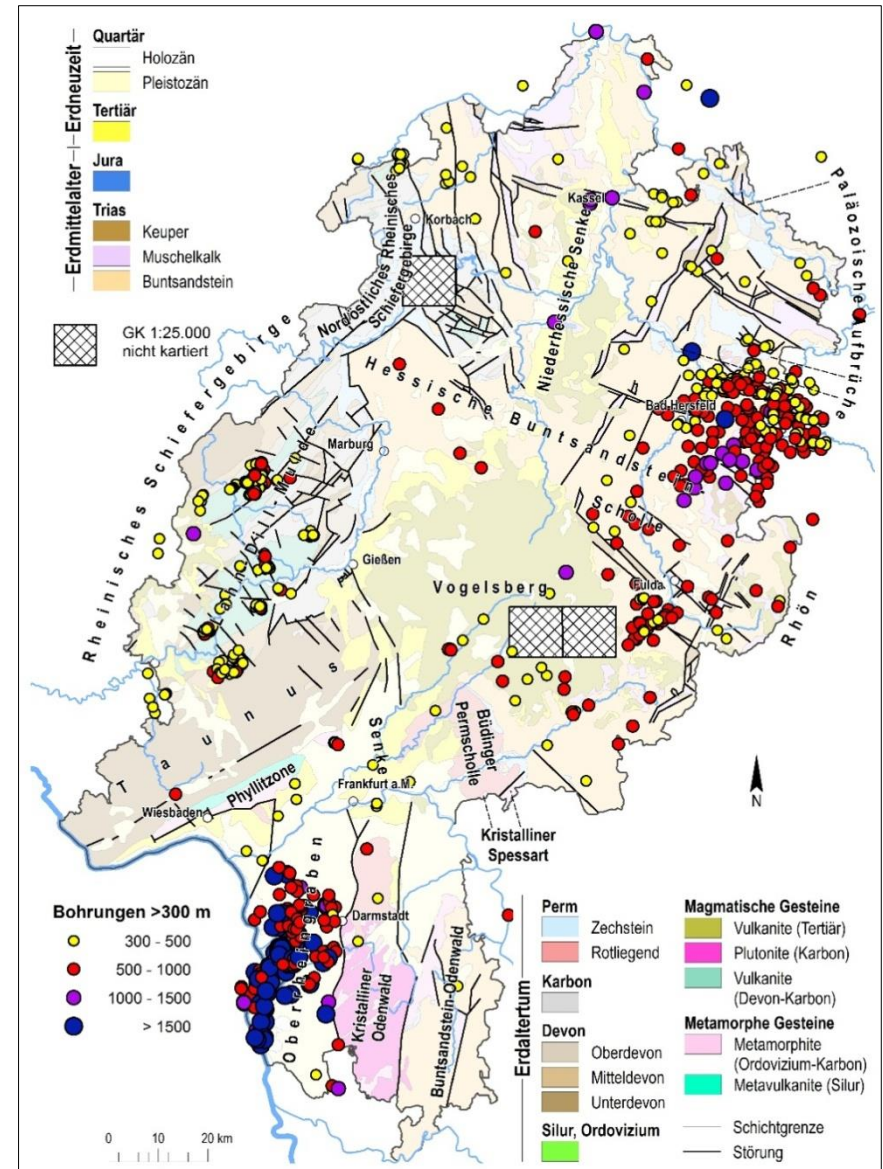 Quartär
Holozän
Pleistozän
Tertiär
Jura
Trias
Keuper
Muschelkalk
Buntsandstein
Erdneuzeit
Erdmittelalter
GK 1:25.000
nicht kartiert
Rheinisches Schiefergebirge
Nordöstliches Rheinisches
Schiefergebirge
Korbach
Kassel
Niederhessische Senke
Paläozoische Aufbrüche
Hessische Buntsandstein
Scholle
Bad Hersfeld
Marburg
Lahn-Dill-Mulde
Gießen
Vogelsberg
Fulda
Rhön
Taunus
Senke
Büdinger
Permscholle
Phyllitzone
Frankfurt a.M.
Wiesbaden
Kristalliner
Spessart
Oberrheingraben
Darmstadt
Kristalliner
Odenwald
Buntsandstein-Odenwald
N
Bohrungen >300 m
300 - 500
500 - 1000
1000 - 1500
> 1500
0 10 20 km
Erdaltertum
Perm
Zechstein
Rotliegend
Karbon
Devon
Oberdevon
Mitteldevon
Unterdevon
Silur, Ordovizium
Magmatische Gesteine
Vulkanite (Tertiär)
Plutonite (Karbon)
Vulkanite
(Devon-Karbon)
Metamorphe Gesteine
Metamorphite
(Ordovizium-Karbon)
Metavulkanite (Silur)
Schichtgrenze
Störung